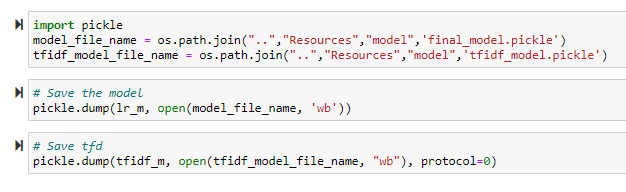 import pickle
model_file_name = os.path.join("..","Resources","model",'final_model.pickle')
tfidf_model_file_name = os.path.join("..","Resources","model",'tfidf_model.pickle')
# Save the model
pickle.dump(lr_m, open(model_file_name, 'wb'))
# Save tfd
pickle.dump(tfidf_m, open(tfidf_model_file_name, "wb"), protocol=0)